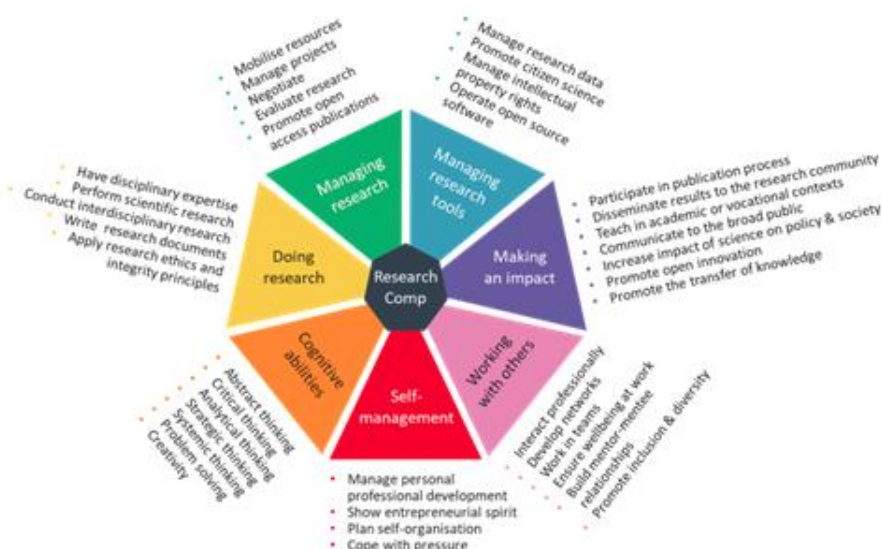 Mobilise resources
Manage projects
Negotiate
Evaluate research
Promote open
access publications
Manage research data
Promote citizen science
Manage intellectual
property rights
Operate open source
software
Managing
research
Managing
research
tools
Have disciplinary expertise
Perform scientific research
Conduct interdisciplinary research
Write research documents
Apply research ethics and
integrity principles
Participate in publication process
Disseminate results to the research community
Teach in academic or vocational contexts
Communicate to the broad public
Increase impact of science on policy & society
Promote open innovation
Promote the transfer of knowledge
Doing
research
Research
Comp
Making
an impact
Cognitive
abilities
Self-
management
Working
with others
Abstract thinking
Critical thinking
Analytical thinking
Strategic thinking
Systemic thinking
Problem solving
Creativity
Manage personal
professional development
Show entrepreneurial spirit
Plan self-organisation
Cope with pressure
Interact professionally
Develop networks
Work in teams
Ensure wellbeing at work
Build mentor-mentee
relationships
Promote inclusion & diversity